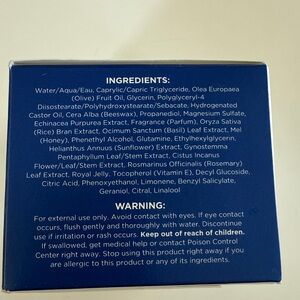 INGREDIENTS:
Water/Aqua/Eau, Caprylic/Capric Triglyceride, Olea Europaea
(Olive) Fruit Oil, Glycerin, Polyglyceryl-4
Diisostearate/Polyhydroxystearate/Sebacate, Hydrogenated
Castor Oil, Cera Alba (Beeswax), Propanediol, Magnesium Sulfate,
Echinacea Purpurea Extract, Fragrance (Parfum), Oryza Sativa
(Rice) Bran Extract, Ocimum Sanctum (Basil) Leaf Extract, Mel
(Honey), Phenethyl Alcohol, Glutamine, Ethylhexylglycerin,
Helianthus Annuus (Sunflower) Extract, Gynostemma
Pentaphyllum Leaf/Stem Extract, Cistus Incanus
Flower/Leaf/Stem Extract, Rosmarinus Officinalis (Rosemary)
Leaf Extract, Royal Jelly, Tocopherol (Vitamin E), Decyl Glucoside,
Citric Acid, Phenoxyethanol, Limonene, Benzyl Salicylate,
Geraniol, Citral, Linalool
WARNING:
For external use only. Avoid contact with eyes. If eye contact
occurs, flush gently and thoroughly with water. Discontinue
use if irritation or rash occurs. Keep out of reach of children.
If swallowed, get medical help or contact Poison Control
Center right away. Stop using this product right away if you
are allergic to this product or any of its ingredients.